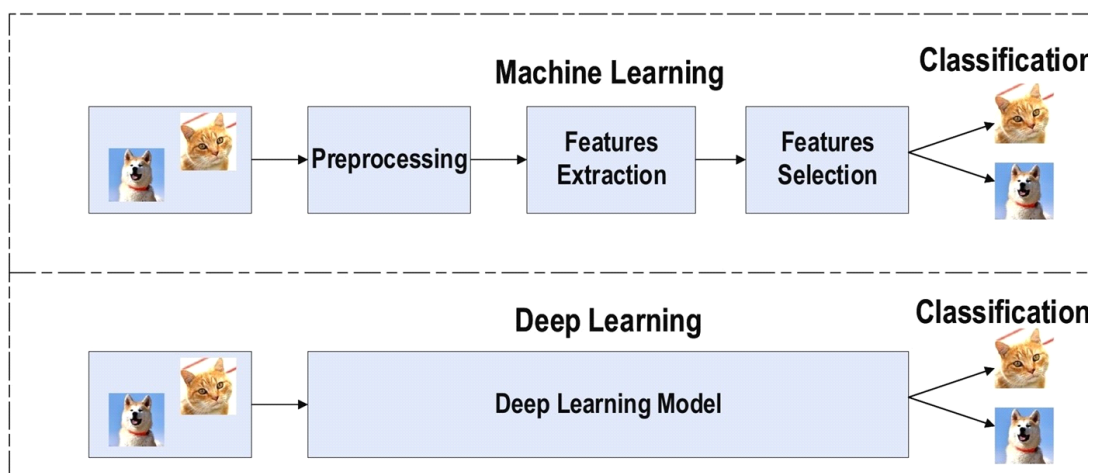 Machine Learning
Classification
Preprocessing
Features
Extraction
Features
Selection
Deep Learning
Classification
Deep Learning Model